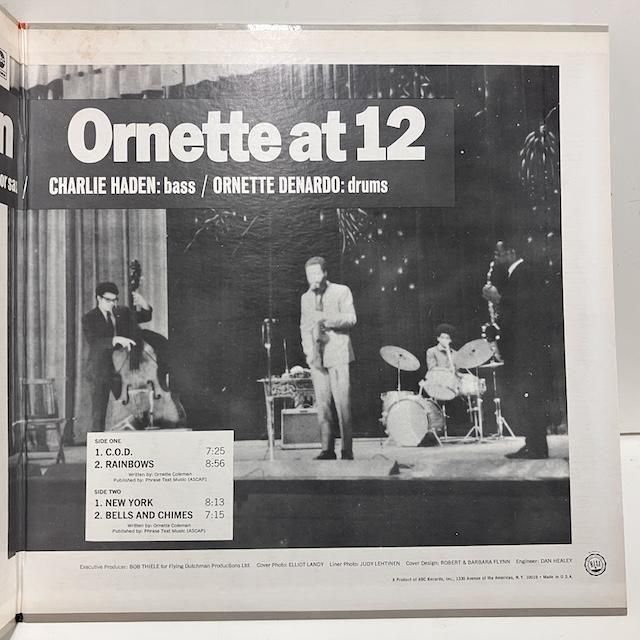 n
Ornette at 12
CHARLIE HADEN: bass / ORNETTE DENARDO: drums
SIDE ONE
1. C.O.D. 7:25
2. RAINBOWS 8:56
Written by: Ornette Coleman
Published by: Phrase Text Music (ASCAP)
SIDE TWO
1. NEW YORK 8:13
2. BELLS AND CHIMES 7:15
Written by: Ornette Coleman
Published by: Phrase Text Music (ASCAP)
Executive Producer: BOB THIELE for Flying Dutchman Productions Ltd. Cover Photo: ELLIOT LANDY Liner Photo: JUDY LEHTINEN Cover Design: ROBERT & BARBARA FLYNN Engineer: DAN HEALEY
A Product of ABC Records, Inc., 1330 Avenue of the Americas, N.Y. 10019 • Made in U.S.A.